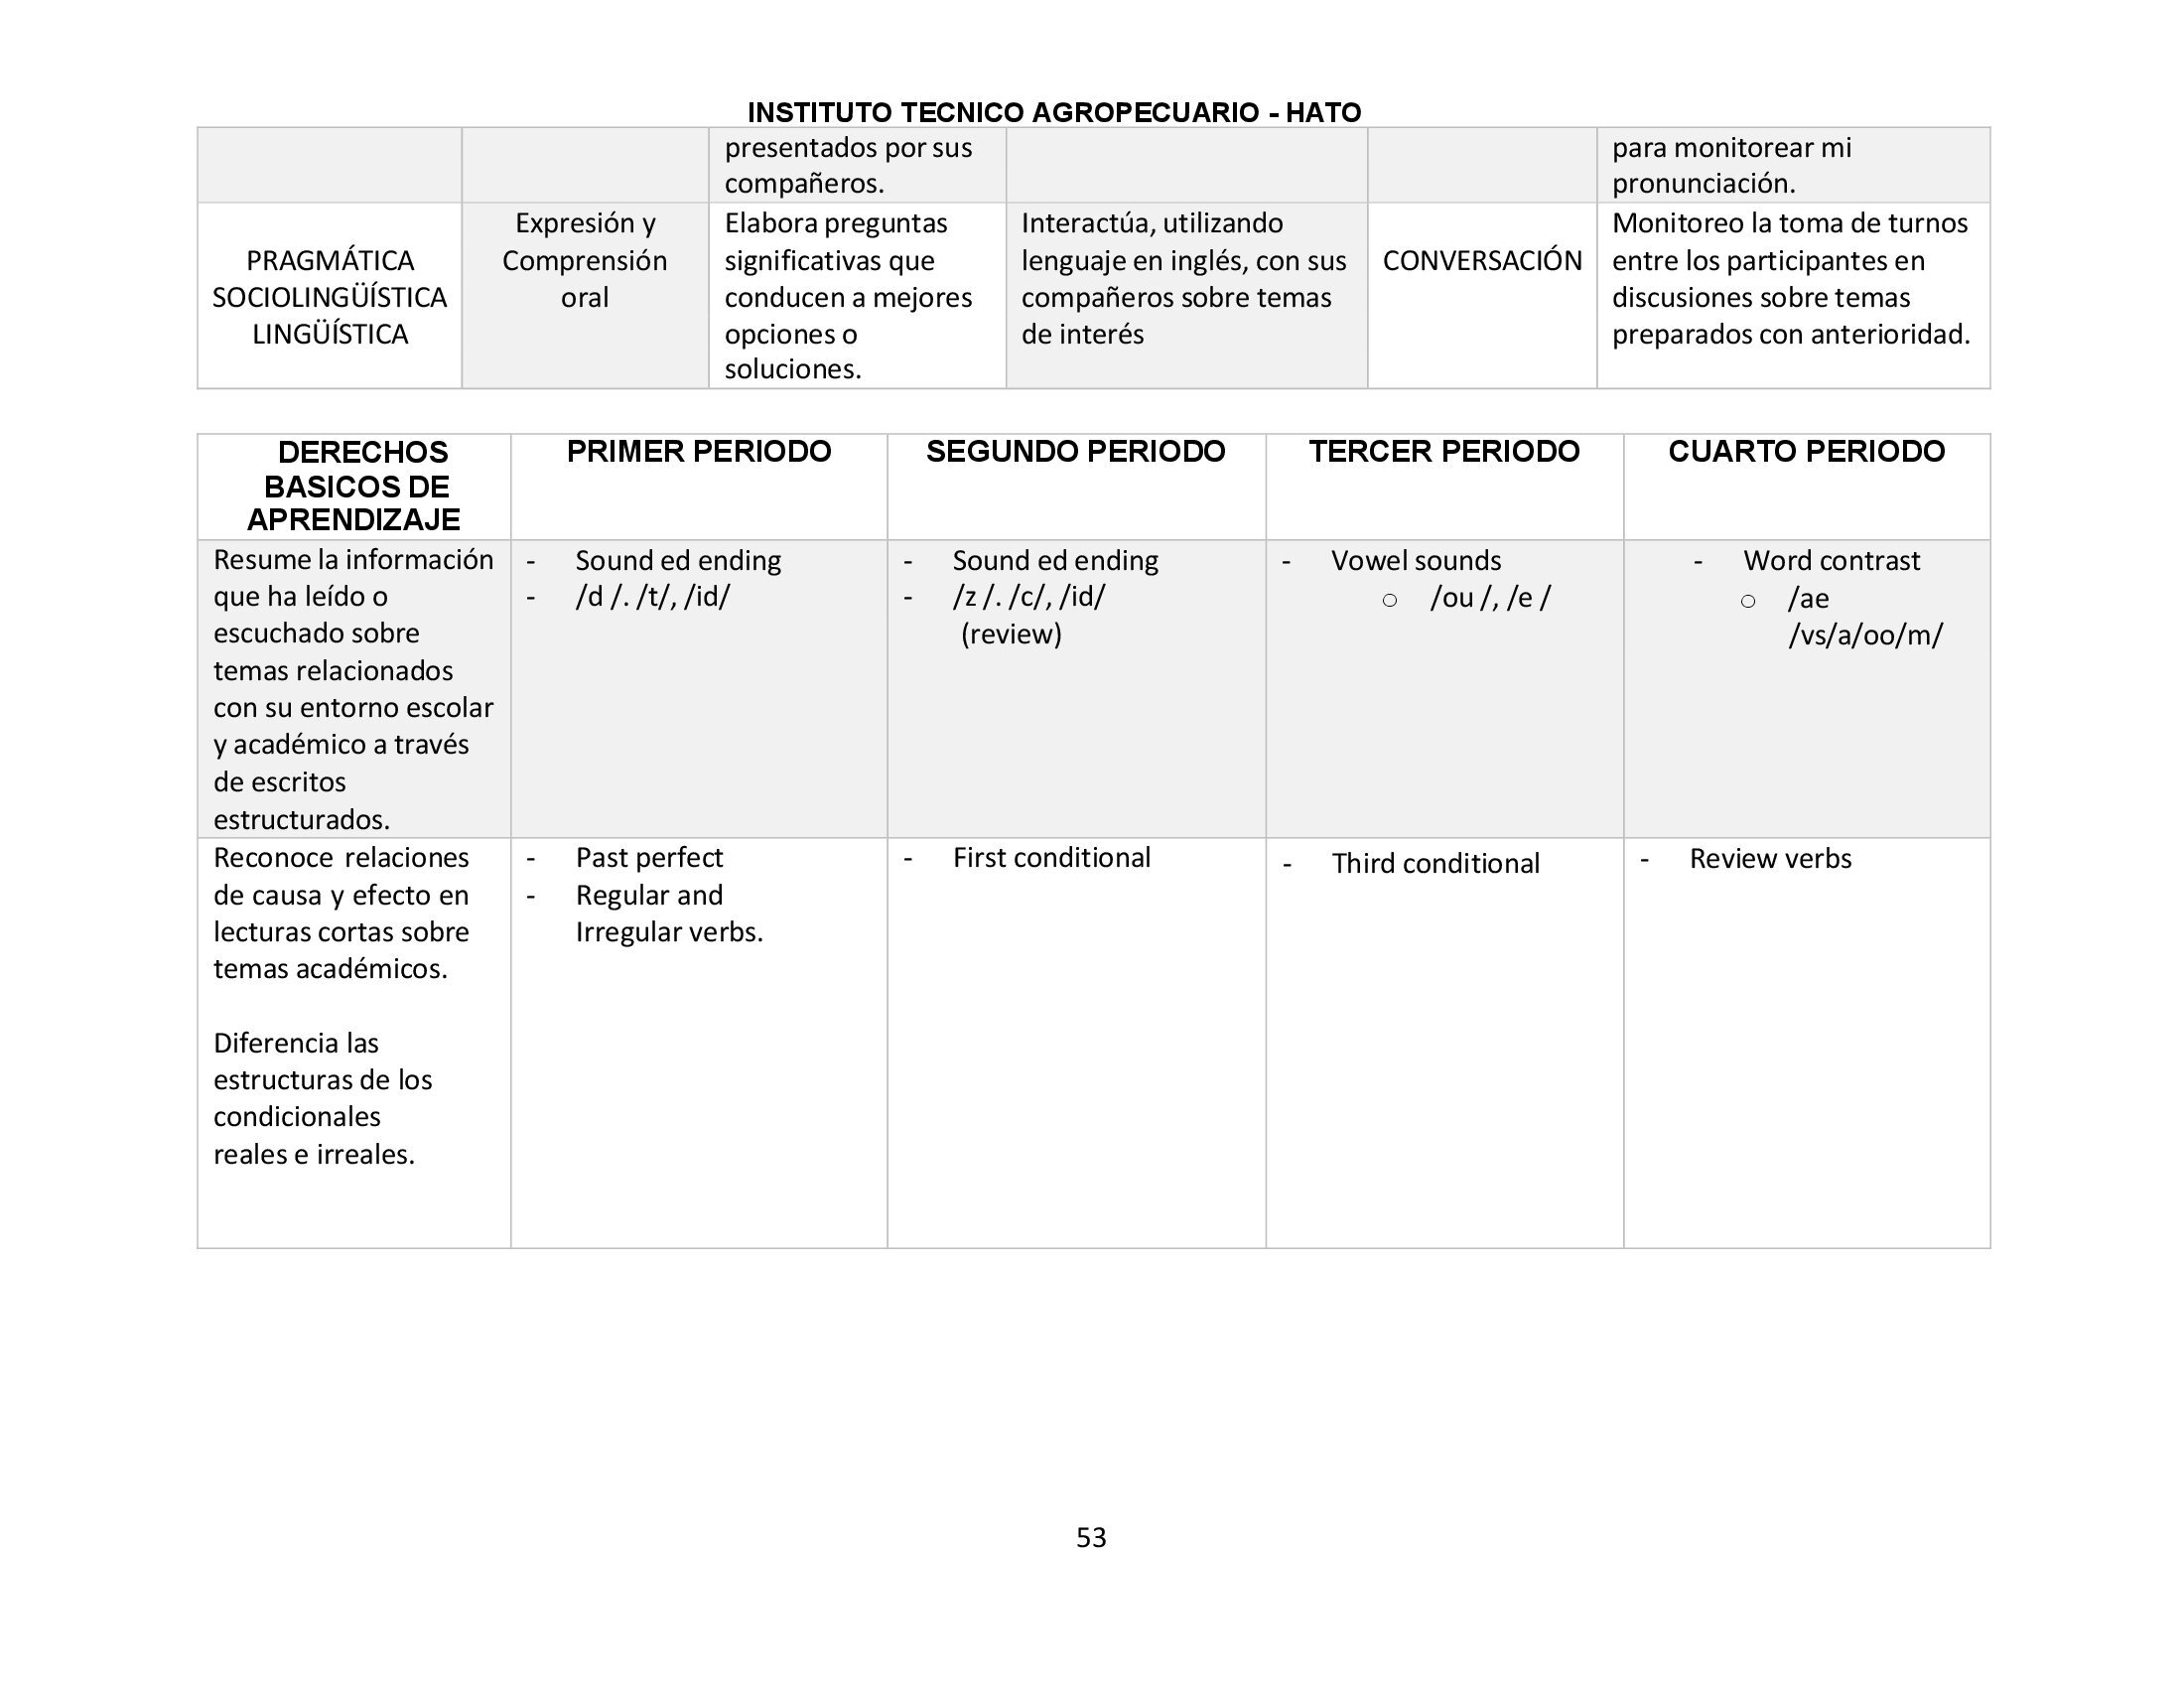 INSTITUTO TECNICO AGROPECUARIO - HATO
presentados por sus
compañeros.
para monitorear mi
pronunciación.
PRAGMÁTICA
SOCIOLINGÜÍSTICA
LINGÜÍSTICA
Expresión y
Comprensión
oral
Elabora preguntas
significativas que
conducen a mejores
opciones o
soluciones.
Interactúa, utilizando
lenguaje en inglés, con sus
compañeros sobre temas
de interés
CONVERSACIÓN
Monitoreo la toma de turnos
entre los participantes en
discusiones sobre temas
preparados con anterioridad.
DERECHOS
BASICOS DE
APRENDIZAJE
PRIMER PERIODO
SEGUNDO PERIODO
TERCER PERIODO
CUARTO PERIODO
Resume la información
que ha leído o
escuchado sobre
temas relacionados
con su entorno escolar
y académico a través
de escritos
estructurados.
- Sound ed ending
- /d /. /t/, /id/
- Sound ed ending
- /z /. /c/, /id/
(review)
- Vowel sounds
○ /ou /, /e /
- Word contrast
○ /ae
/vs/a/oo/m/
Reconoce relaciones
de causa y efecto en
lecturas cortas sobre
temas académicos.
Diferencia las
estructuras de los
condicionales
reales e irreales.
- Past perfect
- Regular and
Irregular verbs.
- First conditional
- Third conditional
- Review verbs
53